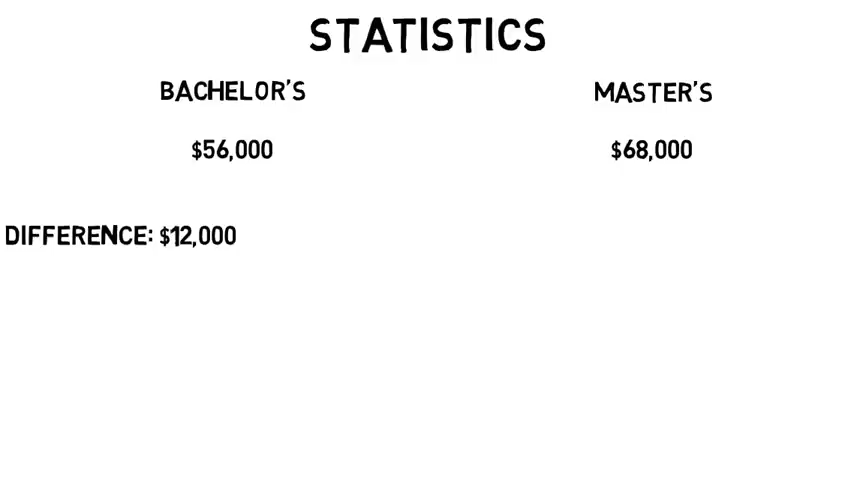 STATISTICS
BACHELOR'S
MASTER'S
$56,000
$68,000
DIFFERENCE: $12,000